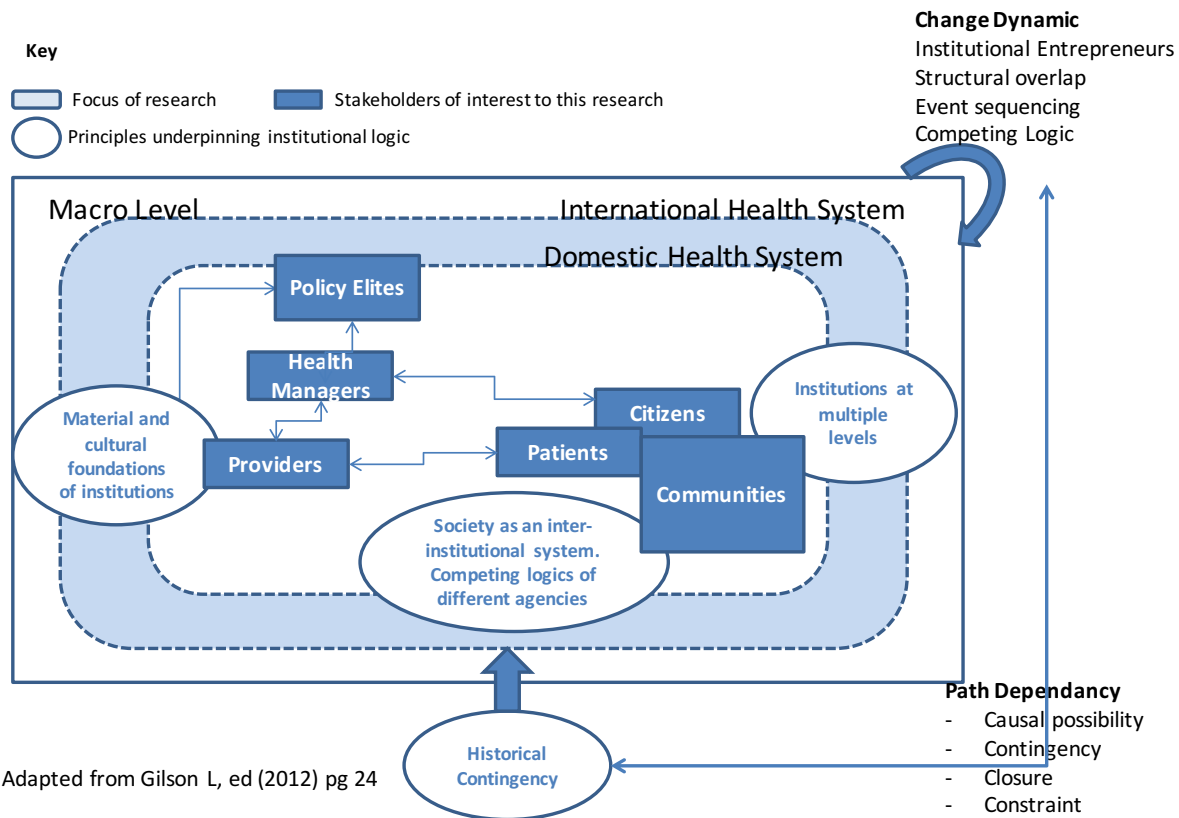 Change Dynamic
Institutional Entrepreneurs
Structural overlap
Event sequencing
Competing Logic
Key
Focus of research
Stakeholders of interest to this research
Principles underpinning institutional logic
Macro Level
International Health System
Domestic Health System
Policy Elites
Health
Managers
Providers
Citizens
Patients
Communities
Material and
cultural
foundations
of institutions
Institutions at
multiple
levels
Society as an inter-
institutional system.
Competing logics of
different agencies
Historical
Contingency
Path Dependancy
- Causal possibility
- Contingency
- Closure
- Constraint
Adapted from Gilson L, ed (2012) pg 24